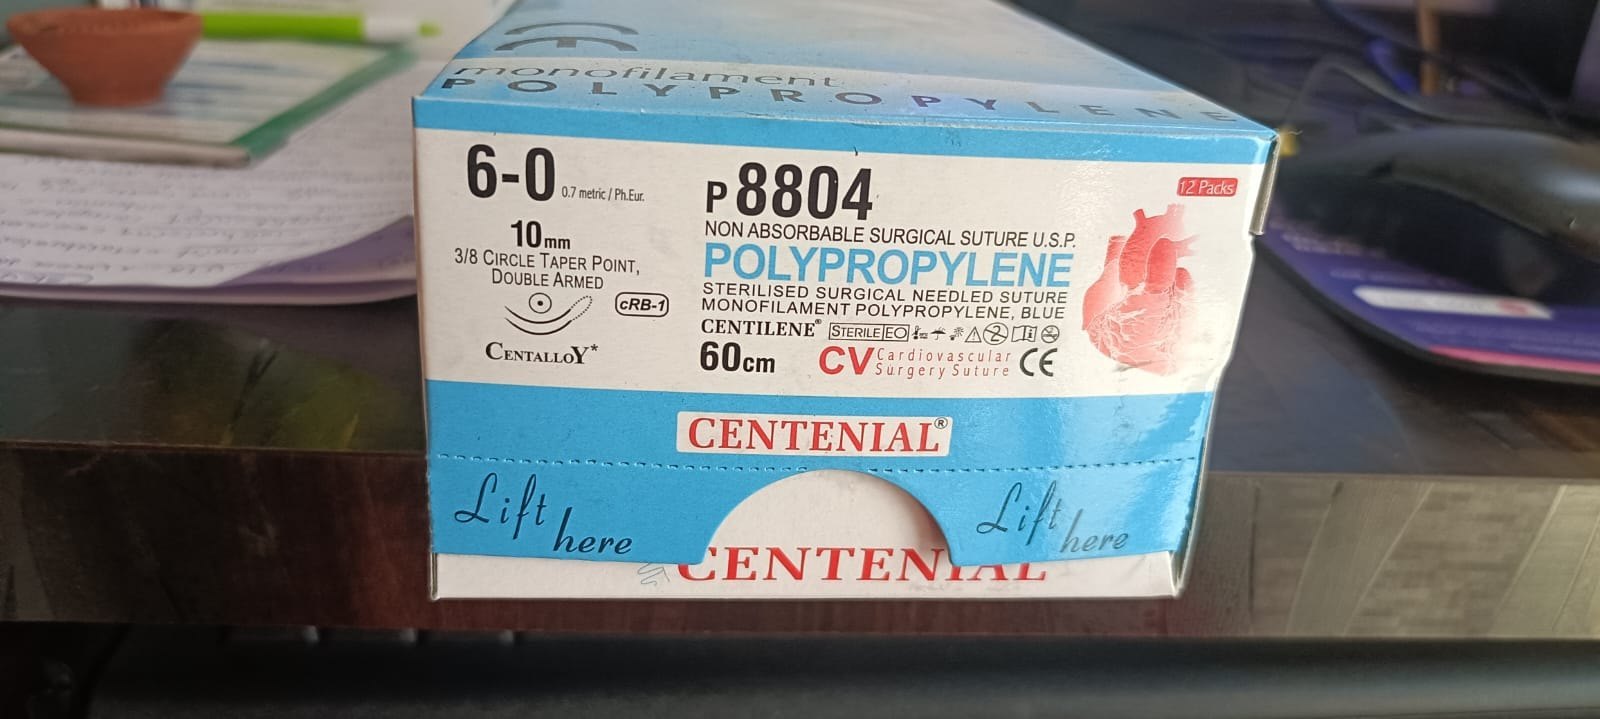 monofilament
POLYPROPYLENE
6-0 0.7 metric / Ph.Eur.
10mm
3/8 CIRCLE TAPER POINT,
DOUBLE ARMED
cRB-1
CENTALLOY*
P 8804
12 Packs
NON ABSORBABLE SURGICAL SUTURE U.S.P.
POLYPROPYLENE
STERILISED SURGICAL NEEDLED SUTURE
MONOFILAMENT POLYPROPYLENE, BLUE
CENTILENE® STERILE EO
60cm CV Cardiovascular
Surgery Suture CE
CENTENIAL®
Lift here
Lift here
CENTENIAL